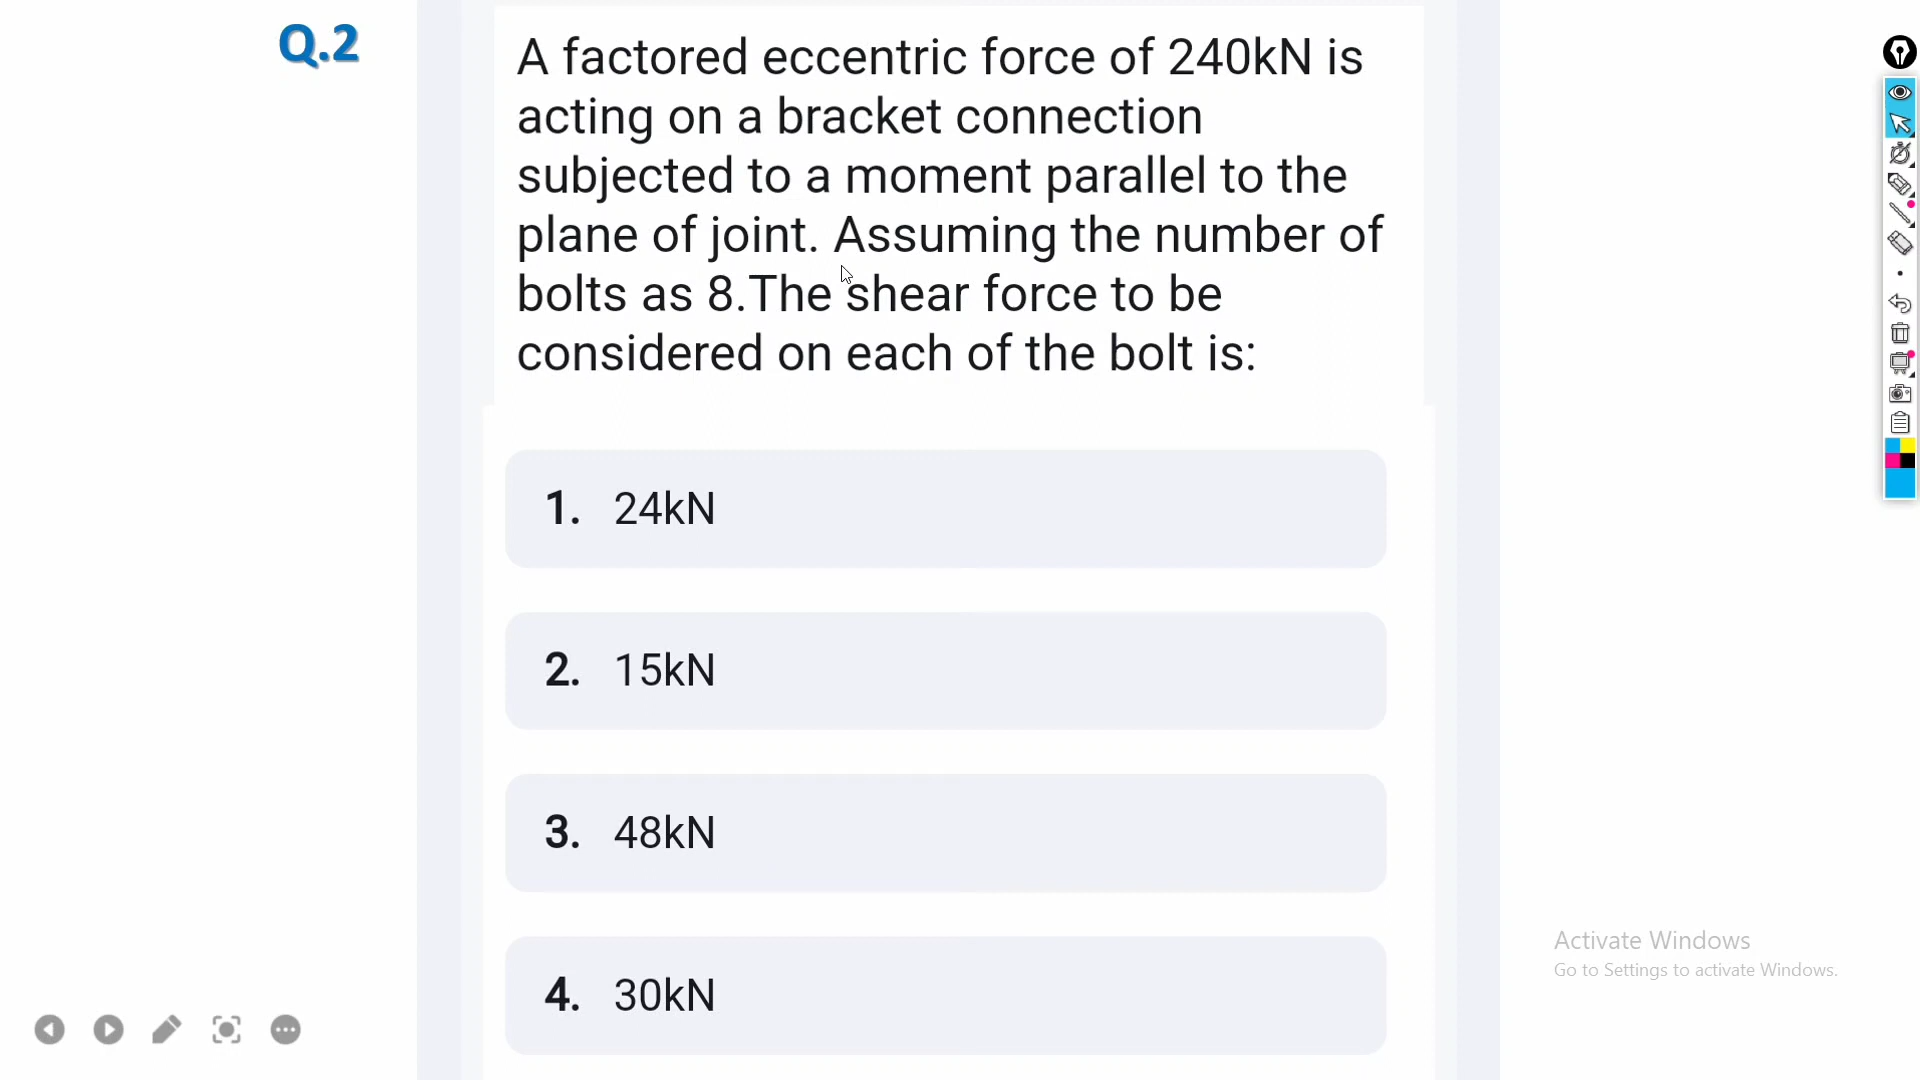 Q.2
A factored eccentric force of 240kN is
acting on a bracket connection
subjected to a moment parallel to the
plane of joint. Assuming the number of
bolts as 8.The shear force to be
considered on each of the bolt is:
1. 24kN
2. 15kN
3. 48kN
4. 30kN
Activate Windows
Go to Settings to activate Windows.